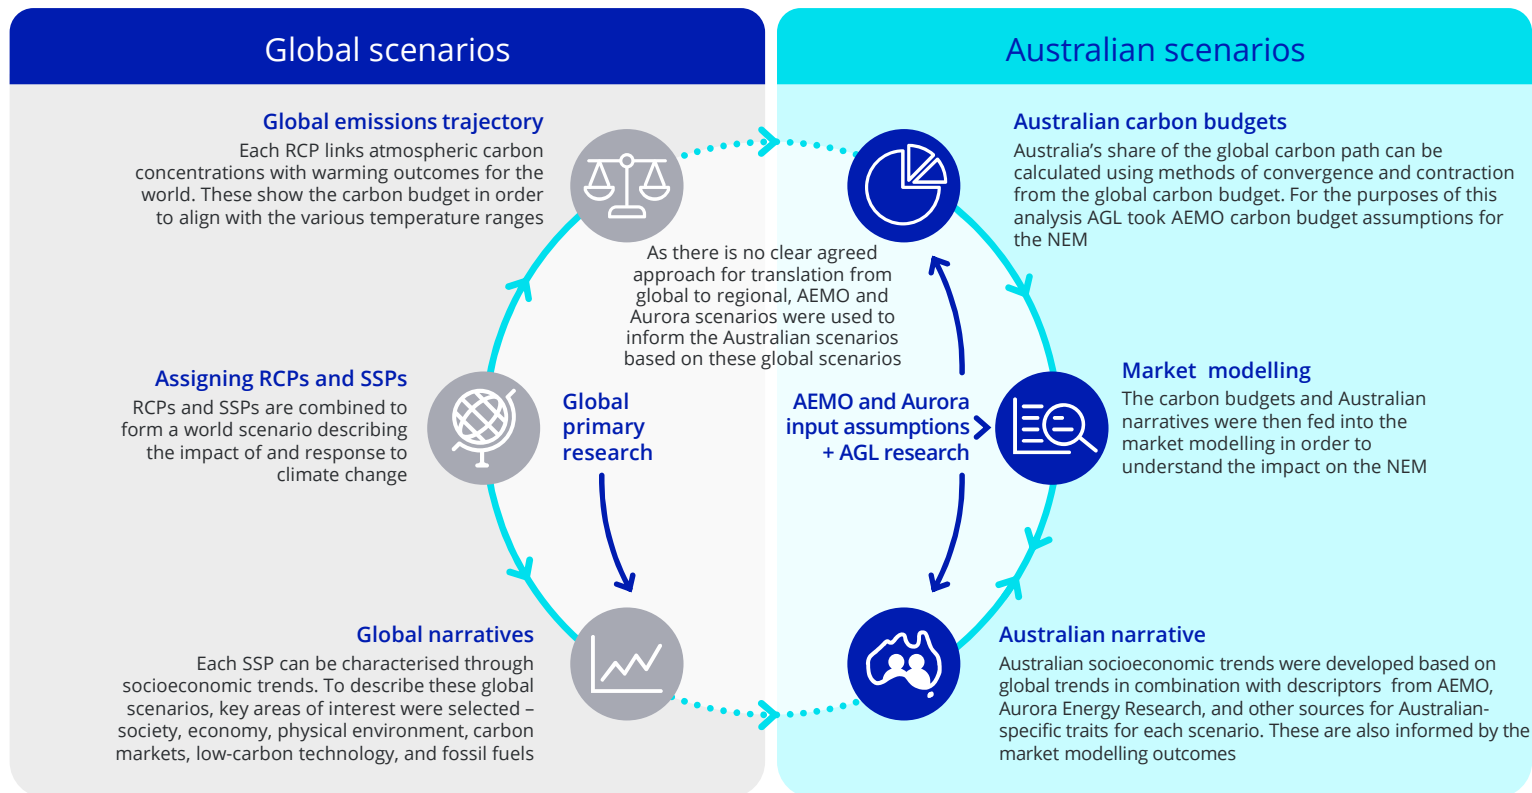 Global scenarios
Global emissions trajectory
Each RCP links atmospheric carbon
concentrations with warming outcomes for the
world. These show the carbon budget in order
to align with the various temperature ranges
Assigning RCPs and SSPs
RCPs and SSPs are combined to
form a world scenario describing
the impact of and response to
climate change
Global
primary
research
Global narratives
Each SSP can be characterised through
socioeconomic trends. To describe these global
scenarios, key areas of interest were selected –
society, economy, physical environment, carbon
markets, low-carbon technology, and fossil fuels
As there is no clear agreed
approach for translation from
global to regional, AEMO and
Aurora scenarios were used to
inform the Australian scenarios
based on these global scenarios
Australian scenarios
Australian carbon budgets
Australia’s share of the global carbon path can be
calculated using methods of convergence and contraction
from the global carbon budget. For the purposes of this
analysis AGL took AEMO carbon budget assumptions for
the NEM
AEMO and Aurora
input assumptions
+ AGL research
Market modelling
The carbon budgets and Australian
narratives were then fed into the
market modelling in order to
understand the impact on the NEM
Australian narrative
Australian socioeconomic trends were developed based on
global trends in combination with descriptors from AEMO,
Aurora Energy Research, and other sources for Australian-
specific traits for each scenario. These are also informed by the
market modelling outcomes